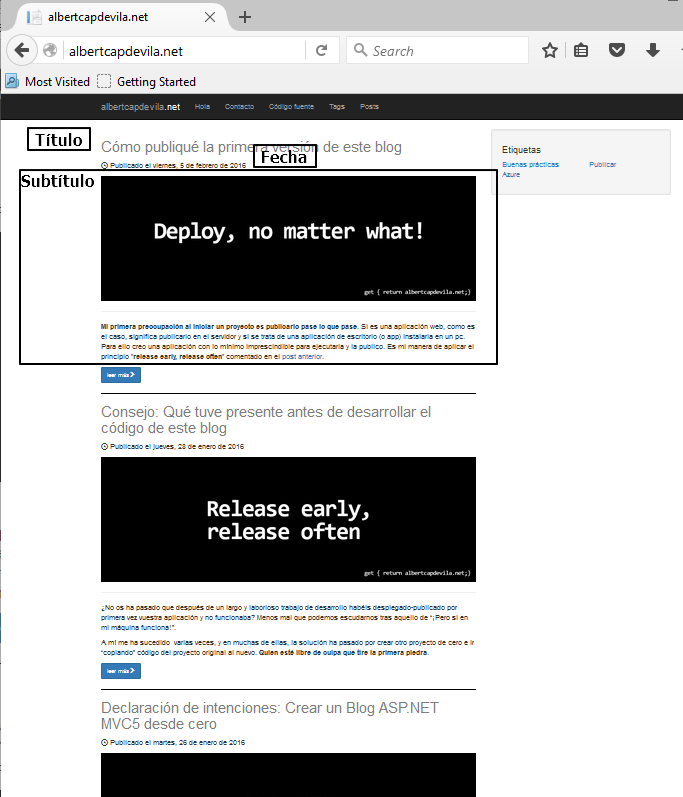 albertcapdevila.net
albertcapdevila.net
Search
Most Visited Getting Started
albertcapdevila.net Hola Contacto Código fuente Tags Posts
Título
Cómo publiqué la primera versión de este blog
Publicado el viernes, 5 de febrero de 2016
Fecha
Subtítulo
Deploy, no matter what!
get { return albertcapdevila.net;}
Mi primera preocupación al iniciar un proyecto es publicarlo pase lo que pase. Si es una aplicación web, como es
el caso, significa publicarlo en el servidor y si se trata de una aplicación de escritorio (o app) instalarla en un pc.
Para ello creo una aplicación con lo mínimo imprescindible para ejecutarla y la publico. Es mi manera de aplicar el
principio "release early, release often" comentado en el post anterior.
leer más
Consejo: Qué tuve presente antes de desarrollar el
código de este blog
Publicado el jueves, 28 de enero de 2016
Release early,
release often
get { return albertcapdevila.net;}
¿No os ha pasado que después de un largo y laborioso trabajo de desarrollo habéis desplegado-publicado por
primera vez vuestra aplicación y no funcionaba? Menos mal que podemos escudarnos tras aquello de "¡Pero si en
mi máquina funciona!".
A mi me ha sucedido varias veces, y en muchas de ellas, la solución ha pasado por crear otro proyecto de cero e ir
"copiando" código del proyecto original al nuevo. Quien esté libre de culpa que tire la primera piedra.
leer más
Declaración de intenciones: Crear un Blog ASP.NET
MVC5 desde cero
Publicado el martes, 26 de enero de 2016
Etiquetas
Buenas prácticas Publicar
Azure